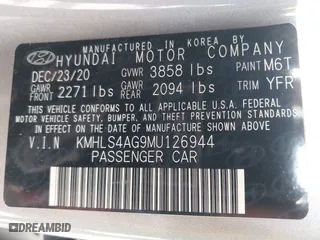 MANUFACTURED IN KOREA BY
HYUNDAI MOTOR COMPANY
DEC/23/20 GVWR 3858 lbs PAINT M6T
GAWR FRT 2271 lbs GAWR RR 2094 lbs TRIM YFR
THIS VEHICLE CONFORMS TO ALL APPLICABLE
FEDERAL MOTOR VEHICLE SAFETY, BUMPER, AND
THEFT PREVENTION STANDARDS IN EFFECT ON THE
DATE OF MANUFACTURE SHOWN ABOVE.
V.I.N KMHLS4AG9MU126944
PASSENGER CAR
DREAMBID